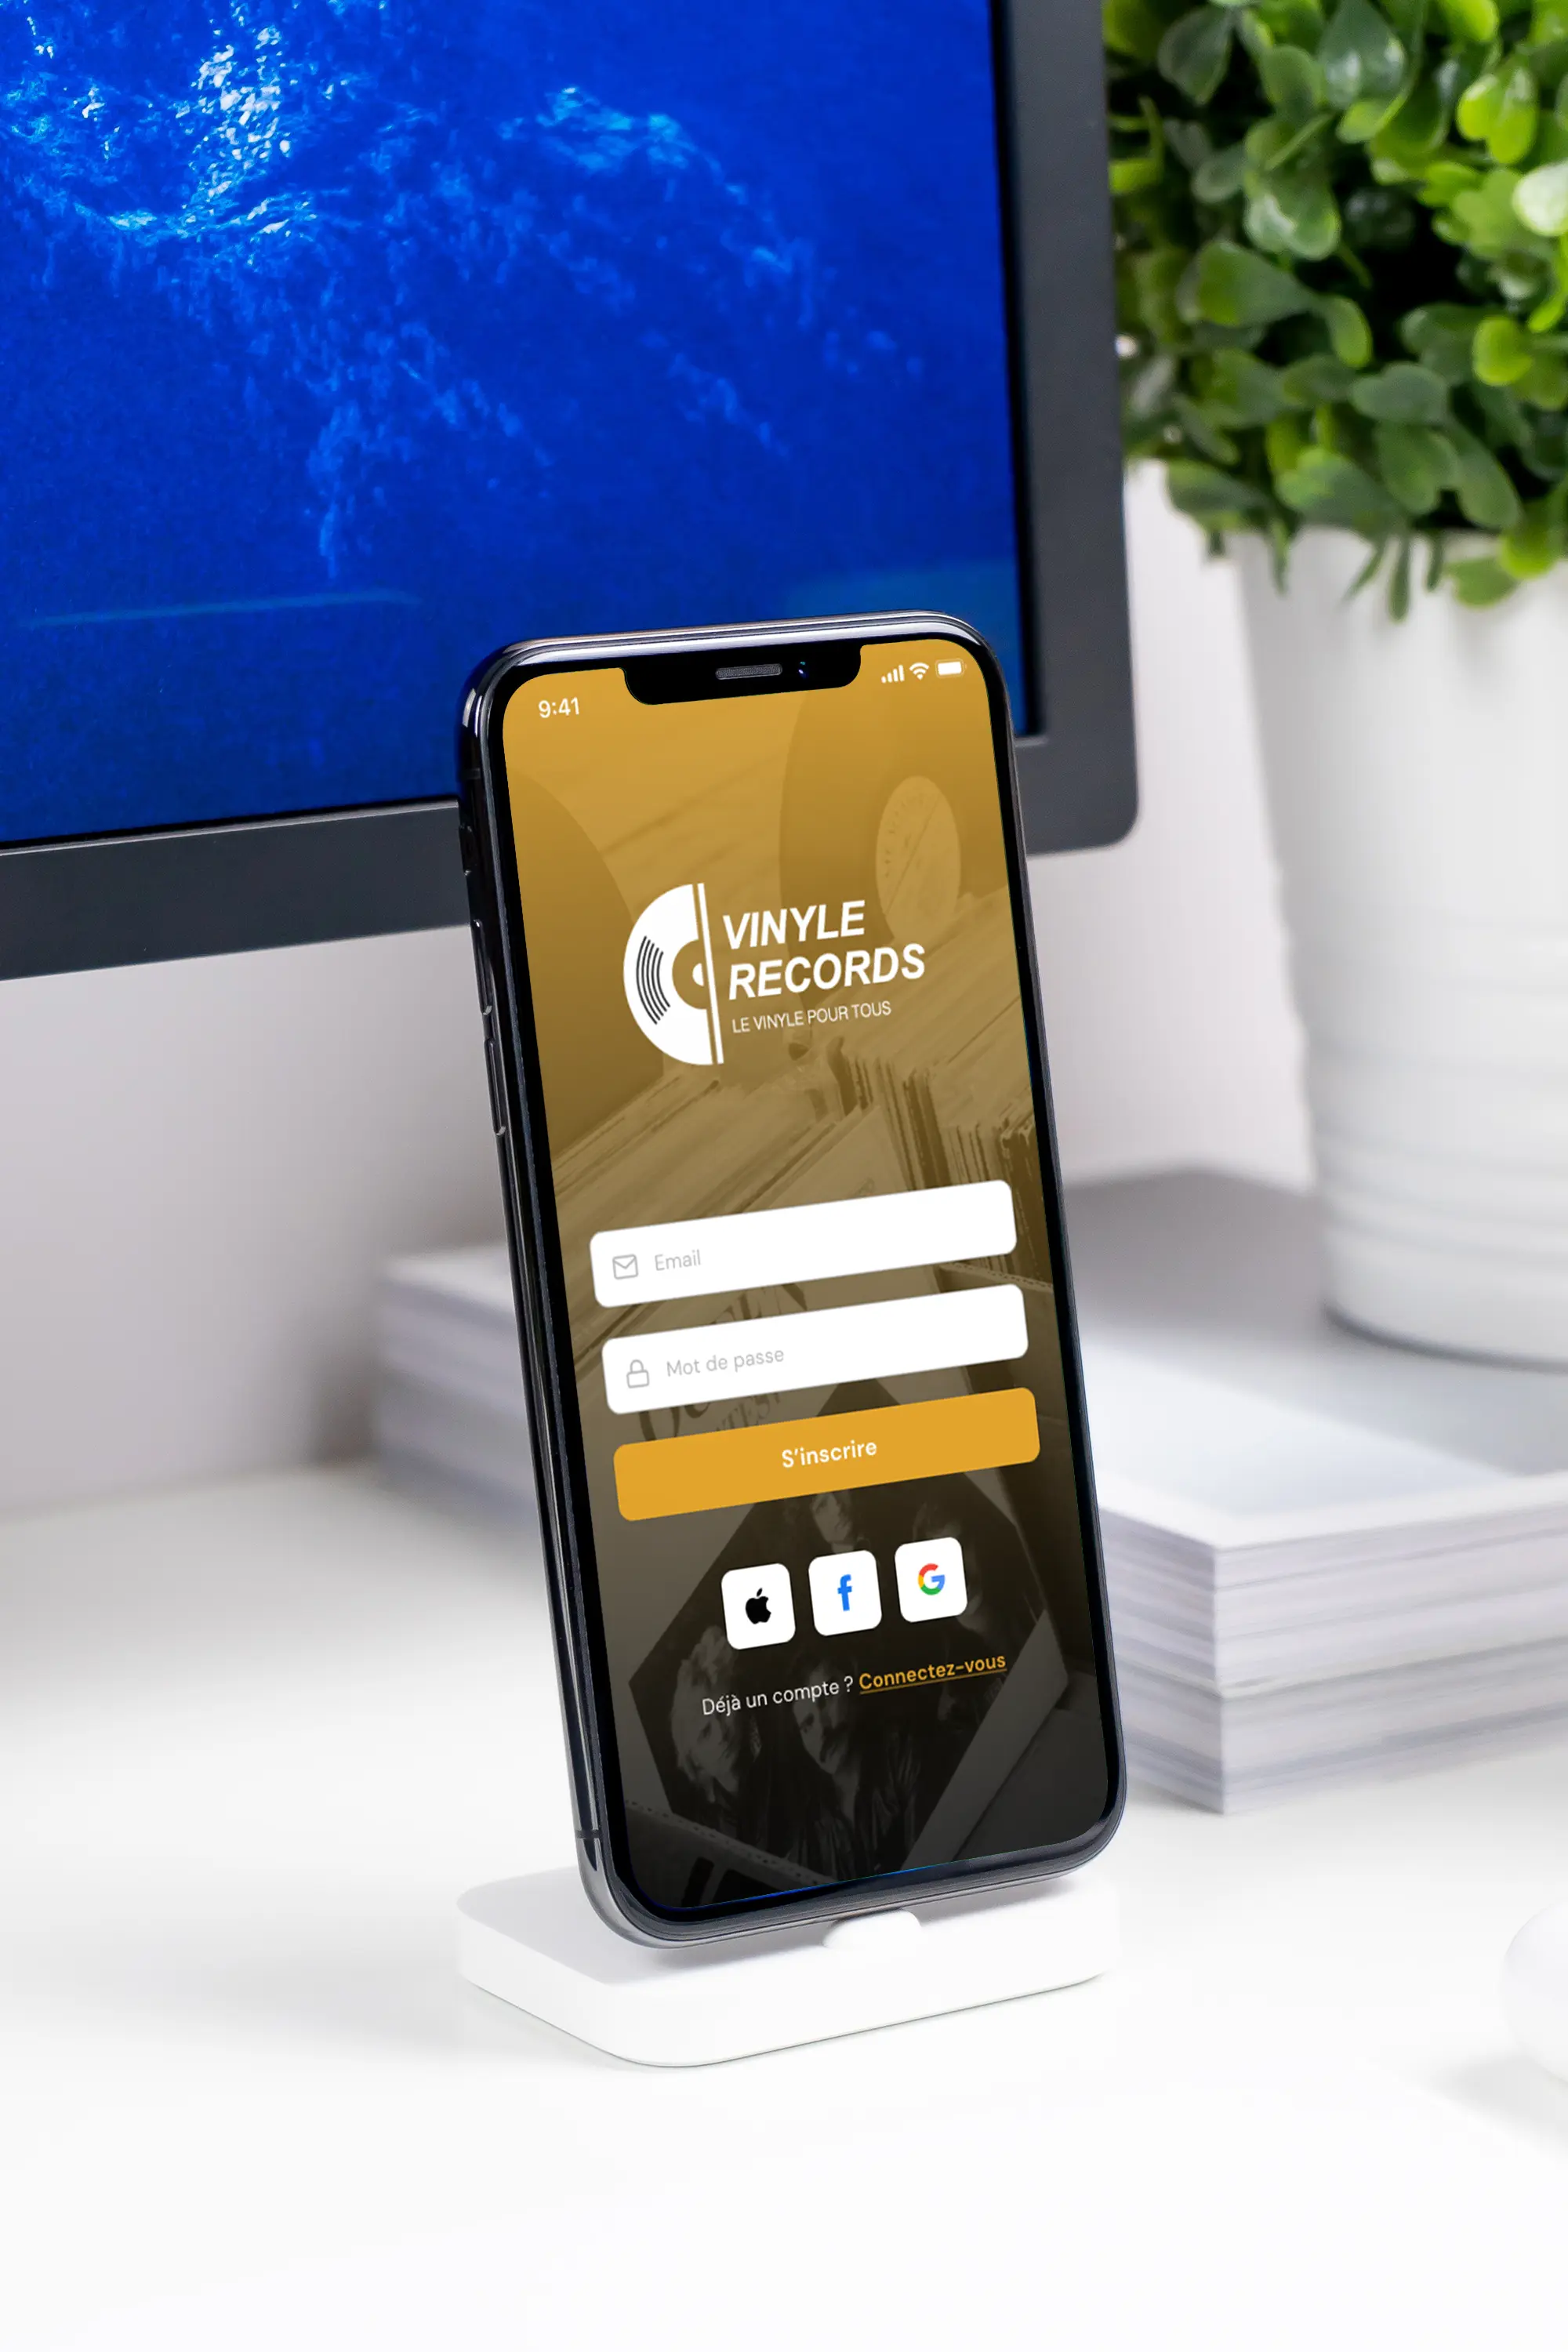 9:41
VINYLE
RECORDS
LE VINYLE POUR TOUS
Email
Mot de passe
S'inscrire
Déjà un compte ? Connectez-vous